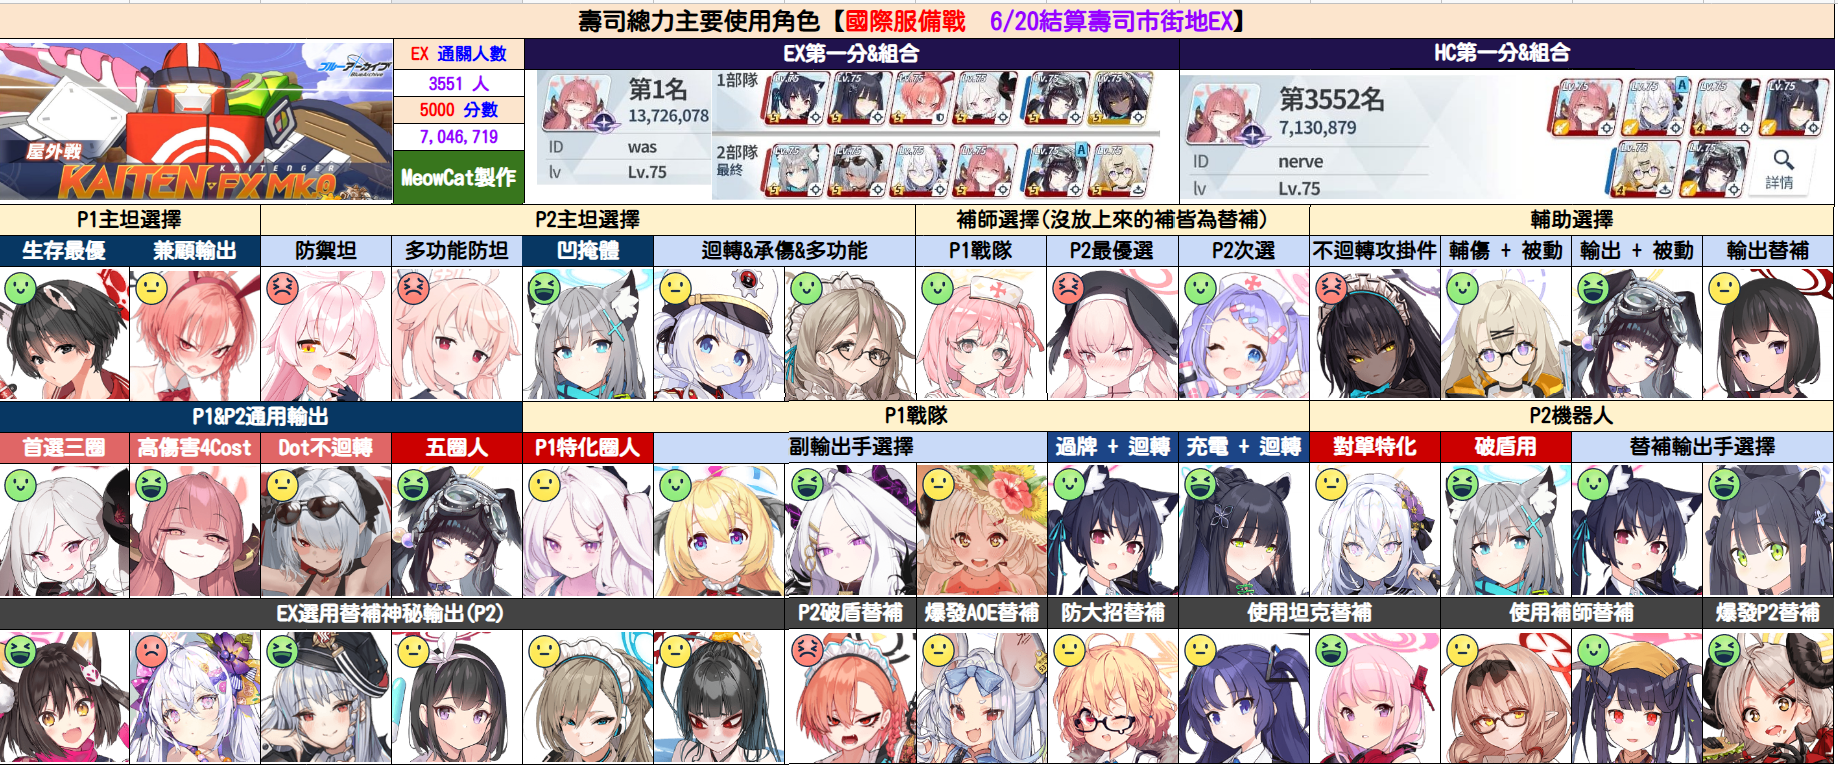 壽司總力主要使用角色【國際服備戰 6/20結算壽司市街地EX】
ブルーアーカイブ
BlueArchive
屋外戰
KAITENGER
KAITEN FX MK.0
EX 通關人數
3551 人
5000 分數
7,046,719
MeowCat製作
EX第一分&組合
第1名
13,726,078
ID was
lv Lv.75
1部隊
2部隊
最終
HC第一分&組合
第3552名
7,130,879
ID nerve
lv Lv.75
詳情
P1主坦選擇 P2主坦選擇 補師選擇(沒放上來的補皆為替補) 輔助選擇
生存最優 兼顧輸出 防禦坦 多功能防坦 凹掩體 迴轉&承傷&多功能 P1戰隊 P2最優選 P2次選 不迴轉攻掛件 輔傷 + 被動 輸出 + 被動 輸出替補
P1&P2通用輸出 P1戰隊 P2機器人
首選三圈 高傷害4Cost Dot不迴轉 五圈人 P1特化圈人 副輸出手選擇 過牌 + 迴轉 充電 + 迴轉 對單特化 破盾用 替補輸出手選擇
EX選用替補神秘輸出(P2) P2破盾替補 爆發AOE替補 防大招替補 使用坦克替補 使用補師替補 爆發P2替補